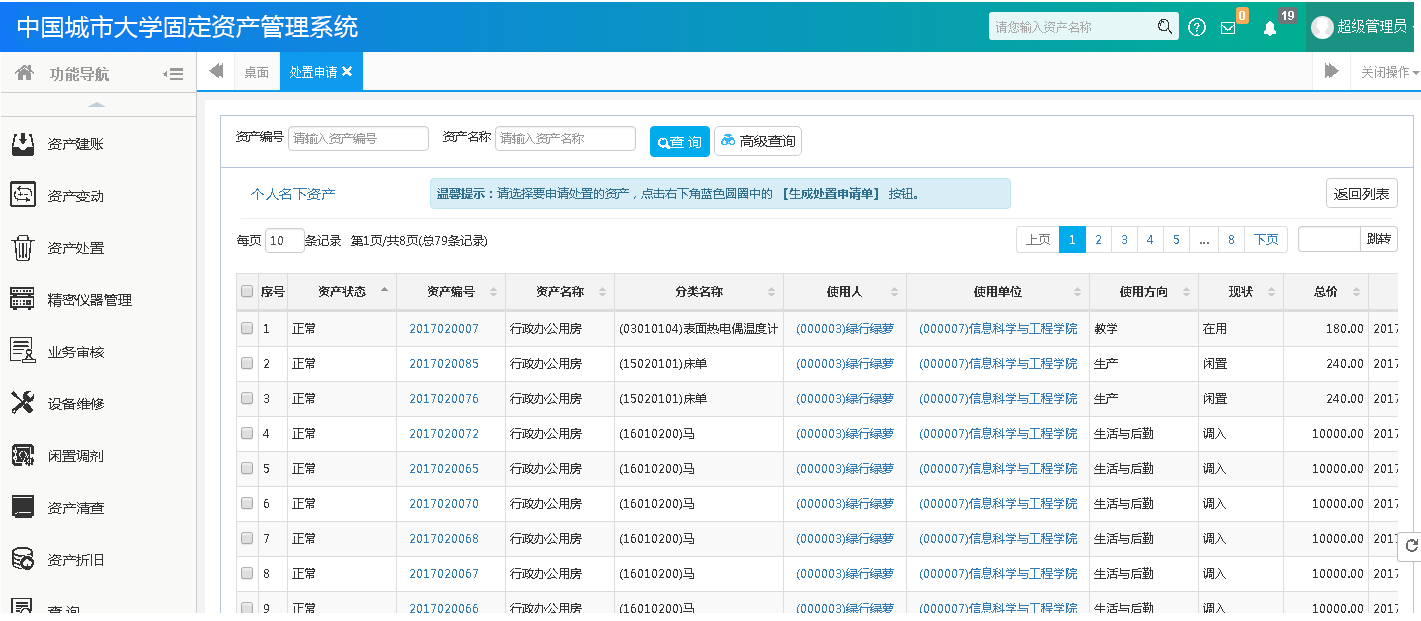 中国城市大学固定资产管理系统
请您输入资产名称
0
19
超级管理员
功能导航
桌面
处置申请
关闭操作
资产建账
资产变动
资产处置
精密仪器管理
业务审核
设备维修
闲置调剂
资产清查
资产折旧
查 询
资产编号 请输入资产编号 资产名称 请输入资产名称 查 询 高级查询
个人名下资产
温馨提示：请选择要申请处置的资产，点击右下角蓝色圆圈中的 【生成处置申请单】 按钮。
返回列表
每页 10 条记录 第1页/共8页(总79条记录)
上页 1 2 3 4 5 ... 8 下页 跳转
序号 资产状态 资产编号 资产名称 分类名称 使用人 使用单位 使用方向 现状 总价
1 正常 2017020007 行政办公用房 (03010104)表面热电偶温度计 (000003)绿行绿萝 (000007)信息科学与工程学院 教学 在用 180.00 2017
2 正常 2017020085 行政办公用房 (15020101)床单 (000003)绿行绿萝 (000007)信息科学与工程学院 生产 闲置 240.00 2017
3 正常 2017020076 行政办公用房 (15020101)床单 (000003)绿行绿萝 (000007)信息科学与工程学院 生产 闲置 240.00 2017
4 正常 2017020072 行政办公用房 (16010200)马 (000003)绿行绿萝 (000007)信息科学与工程学院 生活与后勤 调入 10000.00 2017
5 正常 2017020065 行政办公用房 (16010200)马 (000003)绿行绿萝 (000007)信息科学与工程学院 生活与后勤 调入 10000.00 2017
6 正常 2017020070 行政办公用房 (16010200)马 (000003)绿行绿萝 (000007)信息科学与工程学院 生活与后勤 调入 10000.00 2017
7 正常 2017020068 行政办公用房 (16010200)马 (000003)绿行绿萝 (000007)信息科学与工程学院 生活与后勤 调入 10000.00 2017
8 正常 2017020067 行政办公用房 (16010200)马 (000003)绿行绿萝 (000007)信息科学与工程学院 生活与后勤 调入 10000.00 2017
9 正常 2017020066 行政办公用房 (16010200)马 (000003)绿行绿萝 (000007)信息科学与工程学院 生活与后勤 调入 10000.00 2017